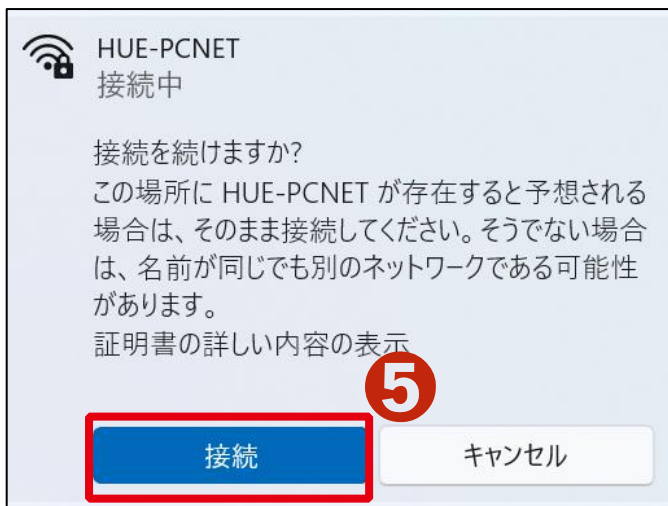 HUE-PCNET
接続中
接続を続けますか?
この場所に HUE-PCNET が存在すると予想される
場合は、そのまま接続してください。そうでない場合
は、名前が同じでも別のネットワークである可能性
があります。
証明書の詳しい内容の表示
5
接続
キャンセル